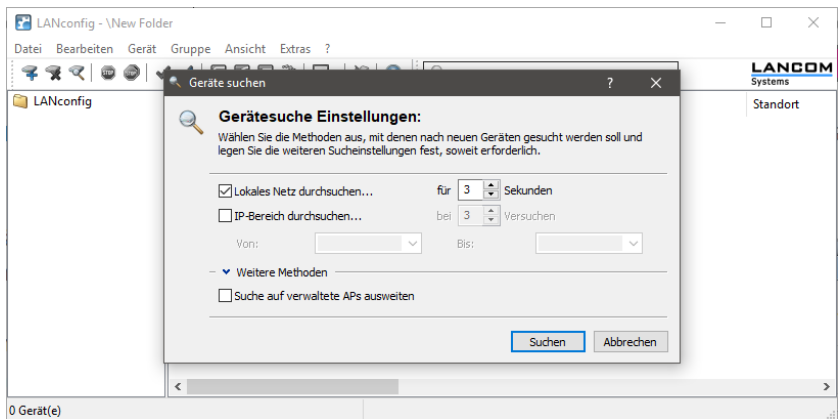 LANconfig - \New Folder
Datei Bearbeiten Gerät Gruppe Ansicht Extras ?
LANCOM
Systems
LANconfig
Standort
Geräte suchen
?
Gerätesuche Einstellungen:
Wählen Sie die Methoden aus, mit denen nach neuen Geräten gesucht werden soll und
legen Sie die weiteren Sucheinstellungen fest, soweit erforderlich.
Lokales Netz durchsuchen... für 3 Sekunden
IP-Bereich durchsuchen... bei 3 Versuchen
Von: Bis:
Weitere Methoden
Suche auf verwaltete APs ausweiten
Suchen Abbrechen
0 Gerät(e)